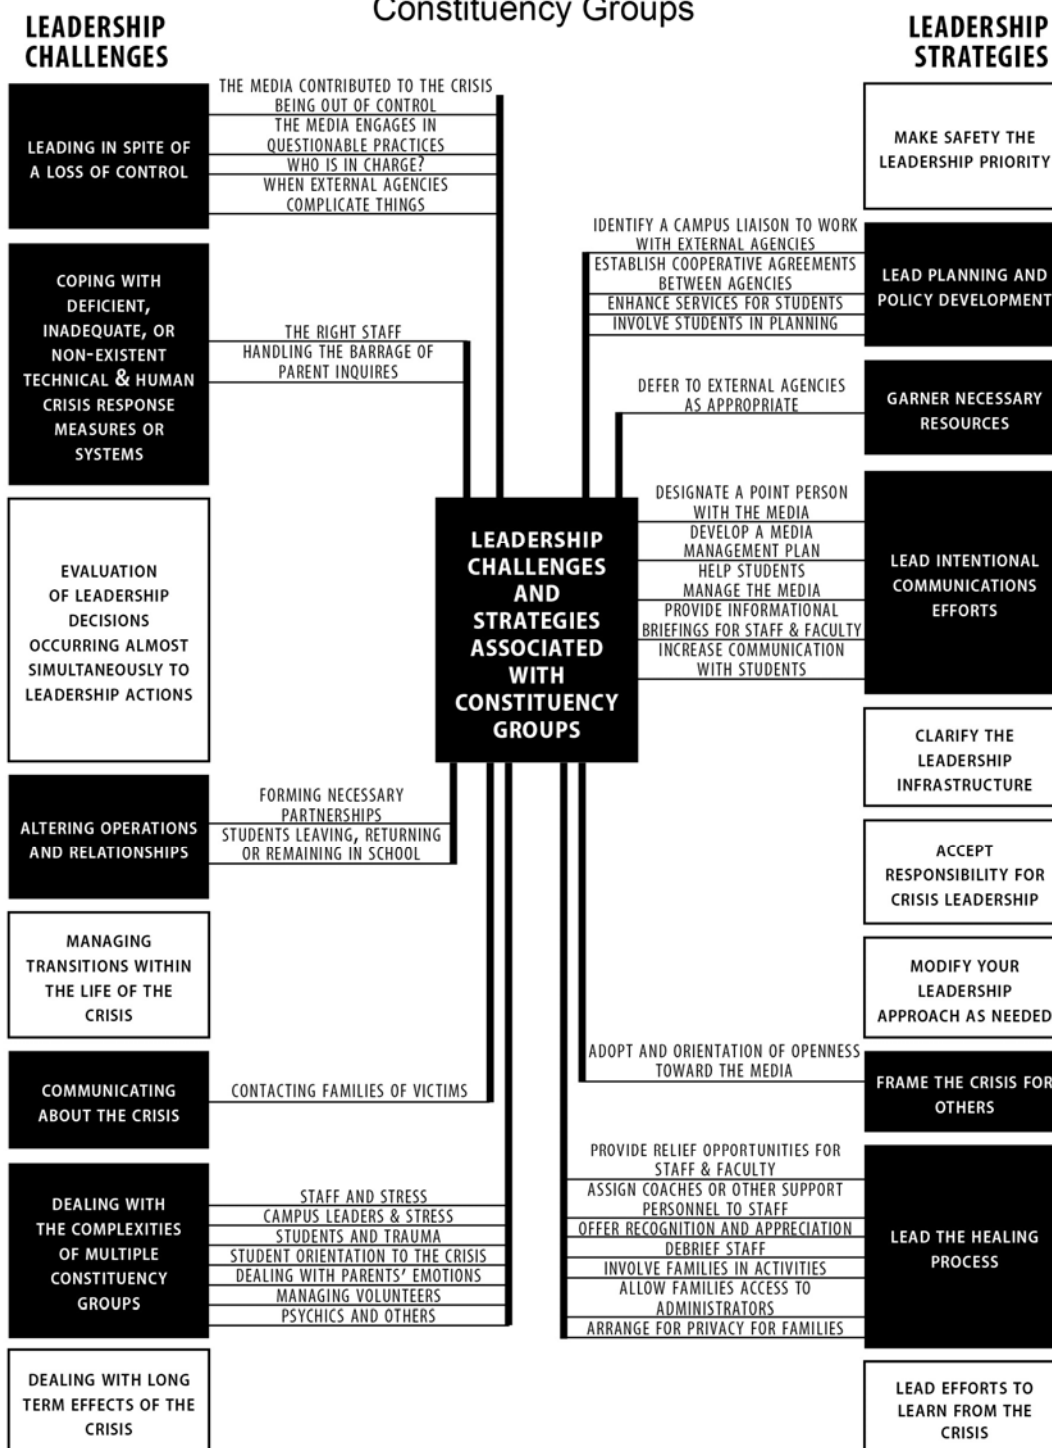 Constituency Groups
LEADERSHIP
CHALLENGES
LEADERSHIP
STRATEGIES
LEADING IN SPITE OF
A LOSS OF CONTROL
THE MEDIA CONTRIBUTED TO THE CRISIS
BEING OUT OF CONTROL
THE MEDIA ENGAGES IN
QUESTIONABLE PRACTICES
WHO IS IN CHARGE?
WHEN EXTERNAL AGENCIES
COMPLICATE THINGS
COPING WITH
DEFICIENT,
INADEQUATE, OR
NON-EXISTENT
TECHNICAL & HUMAN
CRISIS RESPONSE
MEASURES OR
SYSTEMS
THE RIGHT STAFF
HANDLING THE BARRAGE OF
PARENT INQUIRES
EVALUATION
OF LEADERSHIP
DECISIONS
OCCURRING ALMOST
SIMULTANEOUSLY TO
LEADERSHIP ACTIONS
ALTERING OPERATIONS
AND RELATIONSHIPS
FORMING NECESSARY
PARTNERSHIPS
STUDENTS LEAVING, RETURNING
OR REMAINING IN SCHOOL
MANAGING
TRANSITIONS WITHIN
THE LIFE OF THE
CRISIS
COMMUNICATING
ABOUT THE CRISIS
CONTACTING FAMILIES OF VICTIMS
DEALING WITH
THE COMPLEXITIES
OF MULTIPLE
CONSTITUENCY
GROUPS
STAFF AND STRESS
CAMPUS LEADERS & STRESS
STUDENTS AND TRAUMA
STUDENT ORIENTATION TO THE CRISIS
DEALING WITH PARENTS' EMOTIONS
MANAGING VOLUNTEERS
PSYCHICS AND OTHERS
DEALING WITH LONG
TERM EFFECTS OF THE
CRISIS
LEADERSHIP
CHALLENGES
AND
STRATEGIES
ASSOCIATED
WITH
CONSTITUENCY
GROUPS
MAKE SAFETY THE
LEADERSHIP PRIORITY
IDENTIFY A CAMPUS LIAISON TO WORK
WITH EXTERNAL AGENCIES
ESTABLISH COOPERATIVE AGREEMENTS
BETWEEN AGENCIES
ENHANCE SERVICES FOR STUDENTS
INVOLVE STUDENTS IN PLANNING
LEAD PLANNING AND
POLICY DEVELOPMENT
DEFER TO EXTERNAL AGENCIES
AS APPROPRIATE
GARNER NECESSARY
RESOURCES
DESIGNATE A POINT PERSON
WITH THE MEDIA
DEVELOP A MEDIA
MANAGEMENT PLAN
HELP STUDENTS
MANAGE THE MEDIA
PROVIDE INFORMATIONAL
BRIEFINGS FOR STAFF & FACULTY
INCREASE COMMUNICATION
WITH STUDENTS
LEAD INTENTIONAL
COMMUNICATIONS
EFFORTS
CLARIFY THE
LEADERSHIP
INFRASTRUCTURE
ACCEPT
RESPONSIBILITY FOR
CRISIS LEADERSHIP
MODIFY YOUR
LEADERSHIP
APPROACH AS NEEDED
ADOPT AND ORIENTATION OF OPENNESS
TOWARD THE MEDIA
FRAME THE CRISIS FOR
OTHERS
PROVIDE RELIEF OPPORTUNITIES FOR
STAFF & FACULTY
ASSIGN COACHES OR OTHER SUPPORT
PERSONNEL TO STAFF
OFFER RECOGNITION AND APPRECIATION
DEBRIEF STAFF
INVOLVE FAMILIES IN ACTIVITIES
ALLOW FAMILIES ACCESS TO
ADMINISTRATORS
ARRANGE FOR PRIVACY FOR FAMILIES
LEAD THE HEALING
PROCESS
LEAD EFFORTS TO
LEARN FROM THE
CRISIS